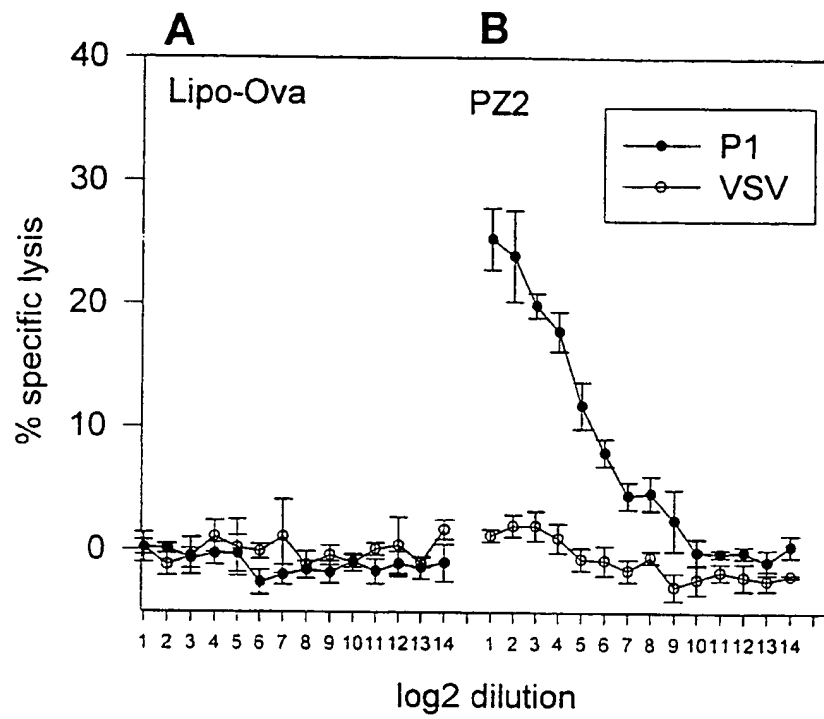 A B
Lipo-Ova PZ2
P1
VSV
40
30
20
10
0
% specific lysis
1 2 3 4 5 6 7 8 9 10 11 12 13 14 1 2 3 4 5 6 7 8 9 10 11 12 13 14
log2 dilution